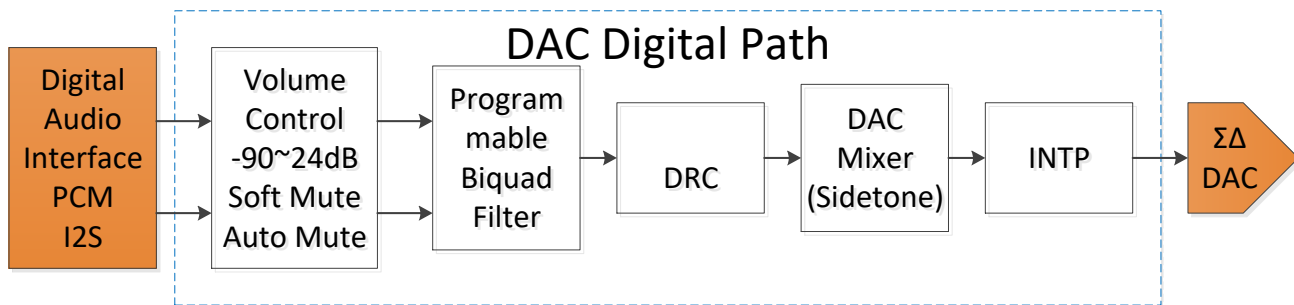 DAC Digital Path
Digital
Audio
Interface
PCM
I2S
Volume
Control
-90~24dB
Soft Mute
Auto Mute
Program
mable
Biquad
Filter
DRC
DAC
Mixer
(Sidetone)
INTP
ΣΔ
DAC